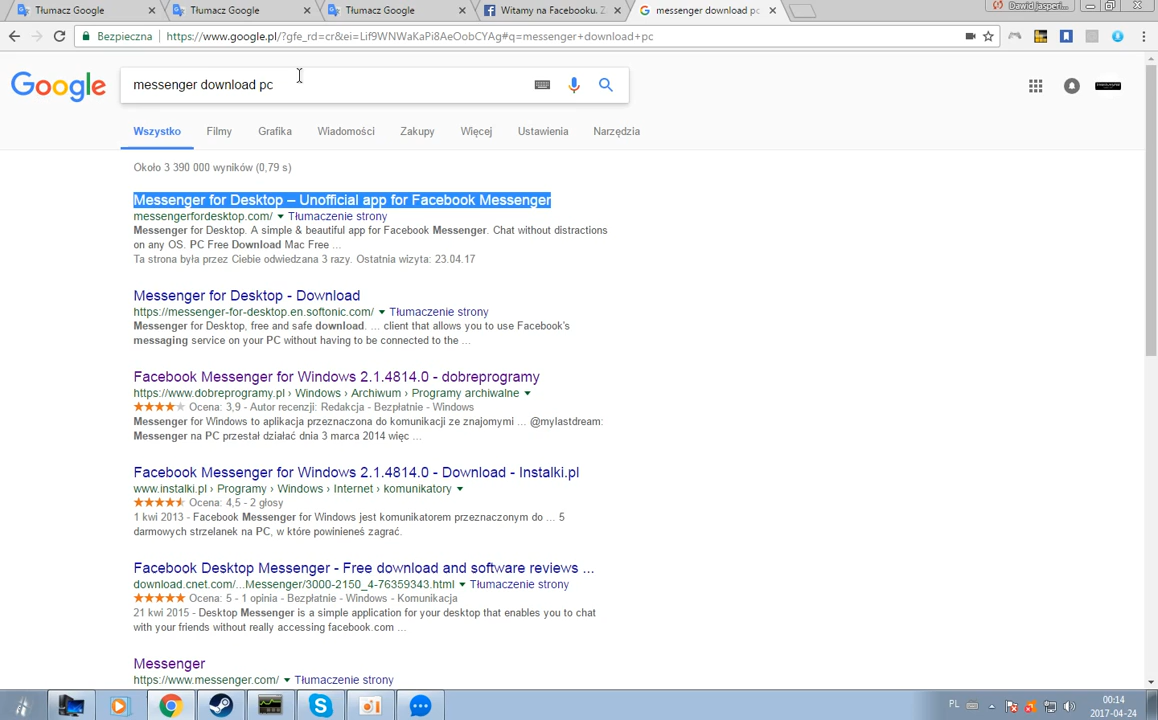 Tłumacz Google
Tłumacz Google
Tłumacz Google
Witamy na Facebooku. Z
messenger download pc
Dawid jasperi...
Bezpieczna
https://www.google.pl/?gfe_rd=cr&ei=Lif9WNWaKaPi8AeOobCYAg#q=messenger+download+pc
Google
messenger download pc
Wszystko
Filmy
Grafika
Wiadomości
Zakupy
Więcej
Ustawienia
Narzędzia
Około 3 390 000 wyników (0,79 s)
Messenger for Desktop – Unofficial app for Facebook Messenger
messengerfordesktop.com/ ▼ Tłumaczenie strony
Messenger for Desktop. A simple & beautiful app for Facebook Messenger. Chat without distractions
on any OS. PC Free Download Mac Free ...
Ta strona była przez Ciebie odwiedzana 3 razy. Ostatnia wizyta: 23.04.17
Messenger for Desktop - Download
https://messenger-for-desktop.en.softonic.com/ ▼ Tłumaczenie strony
Messenger for Desktop, free and safe download. ... client that allows you to use Facebook's
messaging service on your PC without having to be connected to the ...
Facebook Messenger for Windows 2.1.4814.0 - dobreprogramy
https://www.dobreprogramy.pl › Windows › Archiwum › Programy archiwalne ▼
Ocena: 3,9 - Autor recenzji: Redakcja - Bezpłatnie - Windows
Messenger for Windows to aplikacja przeznaczona do komunikacji ze znajomymi ... @mylastdream:
Messenger na PC przestał działać dnia 3 marca 2014 więc ...
Facebook Messenger for Windows 2.1.4814.0 - Download - Instalki.pl
www.instalki.pl › Programy › Windows › Internet › komunikatory ▼
Ocena: 4,5 - 2 głosy
1 kwi 2013 - Facebook Messenger for Windows jest komunikatorem przeznaczonym do ... 5
darmowych strzelanek na PC, w które powinieneś zagrać.
Facebook Desktop Messenger - Free download and software reviews ...
download.cnet.com/...Messenger/3000-2150_4-76359343.html ▼ Tłumaczenie strony
Ocena: 5 - 1 opinia - Bezpłatnie - Windows - Komunikacja
21 kwi 2015 - Desktop Messenger is a simple application for your desktop that enables you to chat
with your friends without really accessing facebook.com ...
Messenger
https://www.messenger.com/ ▼ Tłumaczenie strony
PL
00:14
2017-04-24